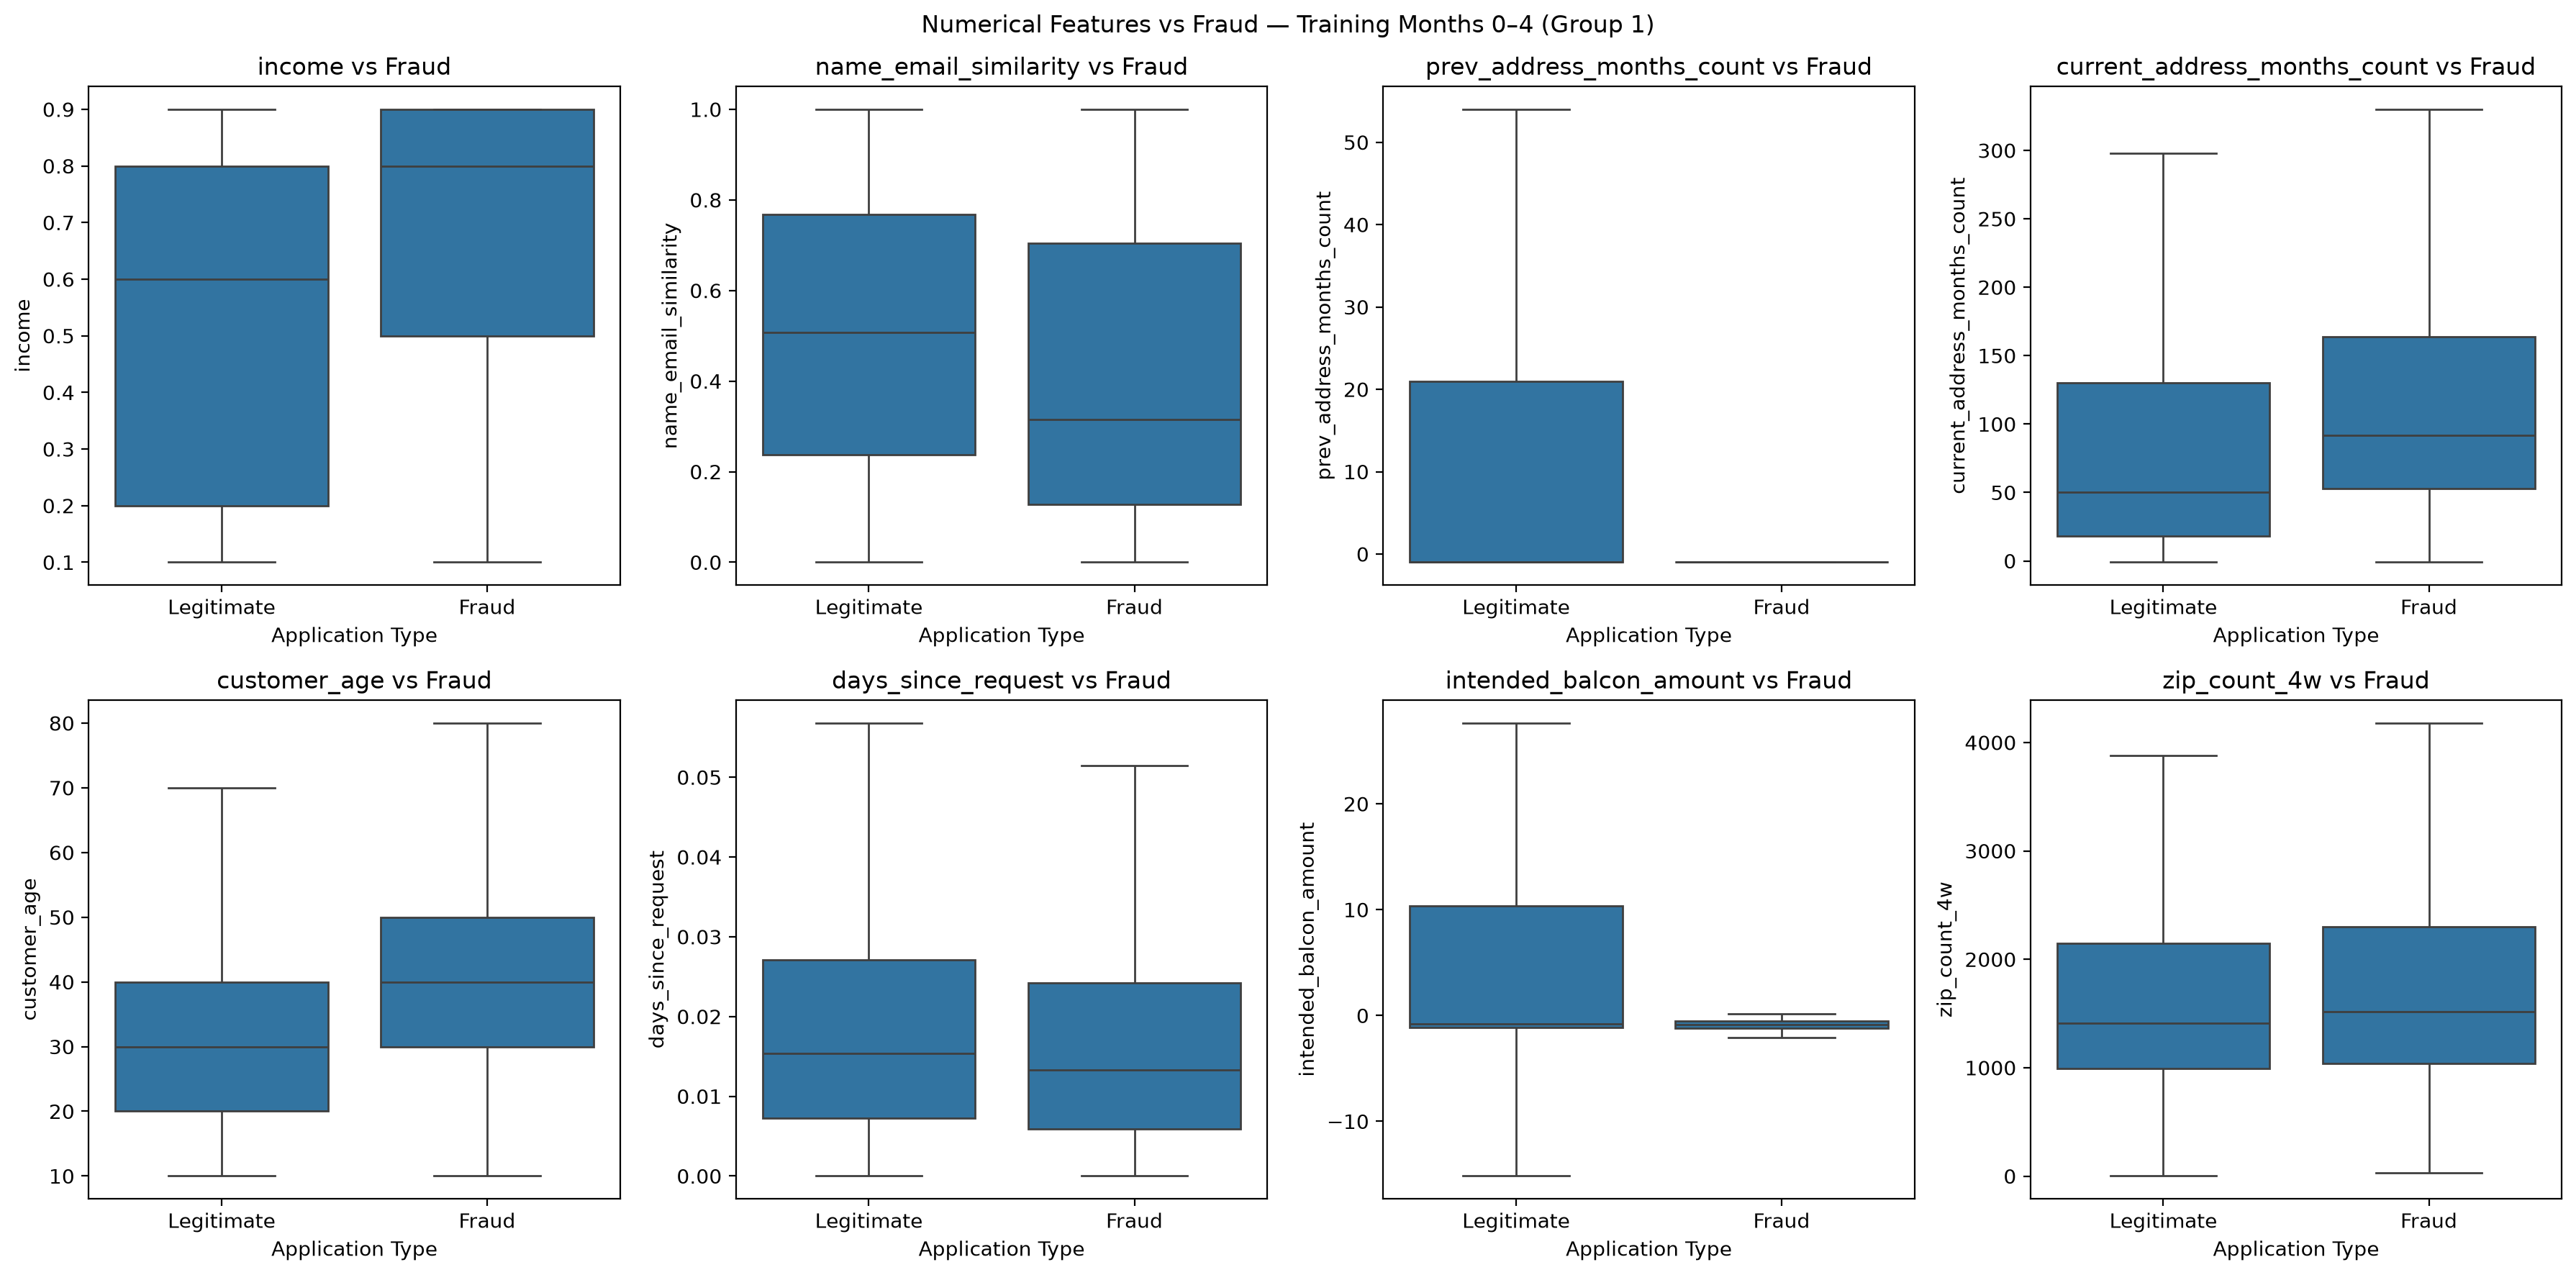 Numerical Features vs Fraud — Training Months 0–4 (Group 1)
income vs Fraud
income
0.9
0.8
0.7
0.6
0.5
0.4
0.3
0.2
0.1
Legitimate
Fraud
Application Type
name_email_similarity vs Fraud
name_email_similarity
1.0
0.8
0.6
0.4
0.2
0.0
Legitimate
Fraud
Application Type
prev_address_months_count vs Fraud
prev_address_months_count
50
40
30
20
10
0
Legitimate
Fraud
Application Type
current_address_months_count vs Fraud
current_address_months_count
300
250
200
150
100
50
0
Legitimate
Fraud
Application Type
customer_age vs Fraud
customer_age
80
70
60
50
40
30
20
10
Legitimate
Fraud
Application Type
days_since_request vs Fraud
days_since_request
0.05
0.04
0.03
0.02
0.01
0.00
Legitimate
Fraud
Application Type
intended_balcon_amount vs Fraud
intended_balcon_amount
20
10
0
−10
Legitimate
Fraud
Application Type
zip_count_4w vs Fraud
zip_count_4w
4000
3000
2000
1000
0
Legitimate
Fraud
Application Type